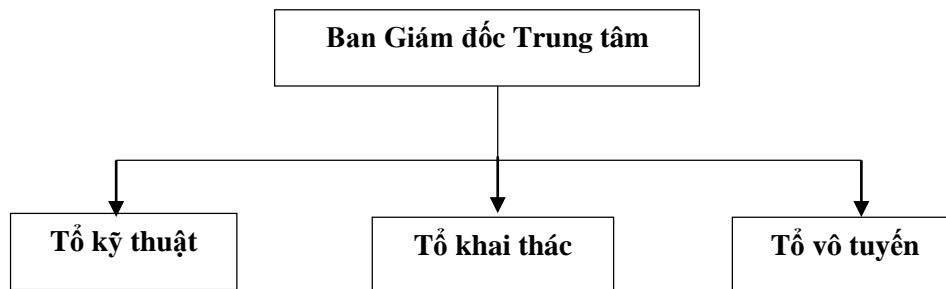 Ban Giám đốc Trung tâm
Tổ kỹ thuật
Tổ khai thác
Tổ vô tuyến